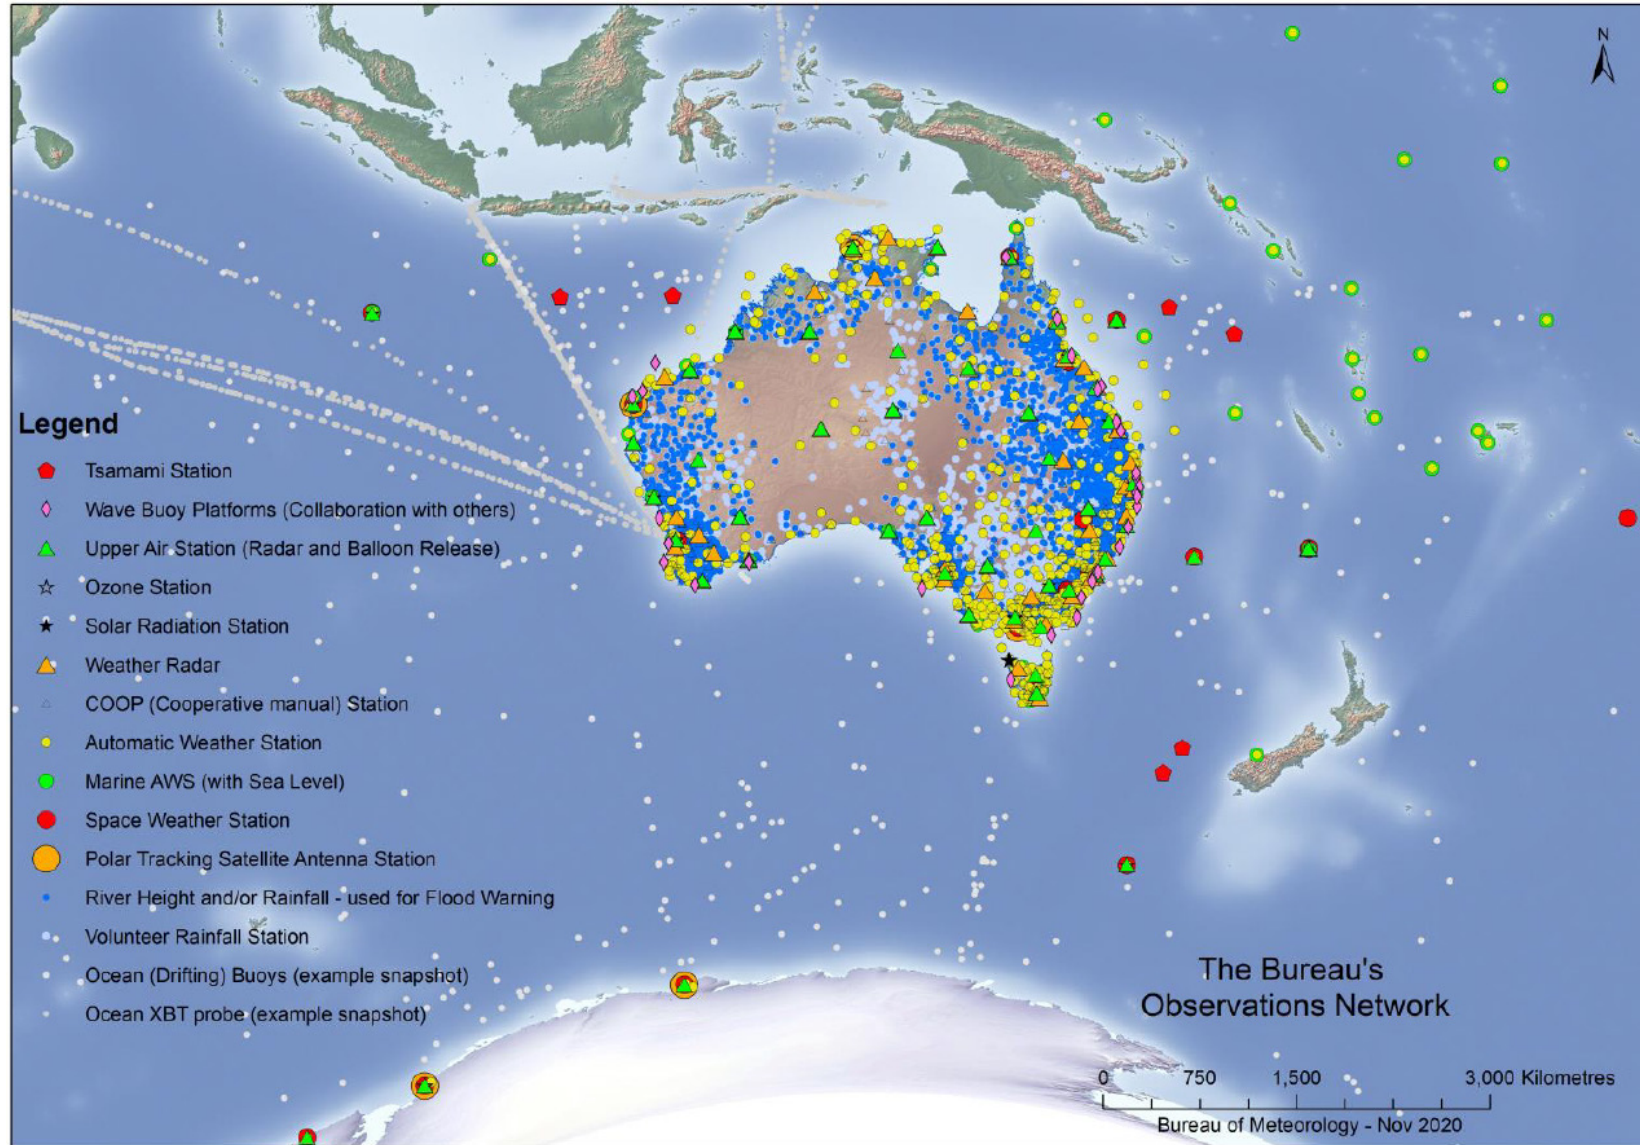 N
Legend
Tsamami Station
Wave Buoy Platforms (Collaboration with others)
Upper Air Station (Radar and Balloon Release)
Ozone Station
Solar Radiation Station
Weather Radar
COOP (Cooperative manual) Station
Automatic Weather Station
Marine AWS (with Sea Level)
Space Weather Station
Polar Tracking Satellite Antenna Station
River Height and/or Rainfall - used for Flood Warning
Volunteer Rainfall Station
Ocean (Drifting) Buoys (example snapshot)
Ocean XBT probe (example snapshot)
The Bureau's
Observations Network
0 750 1,500 3,000 Kilometres
Bureau of Meteorology - Nov 2020